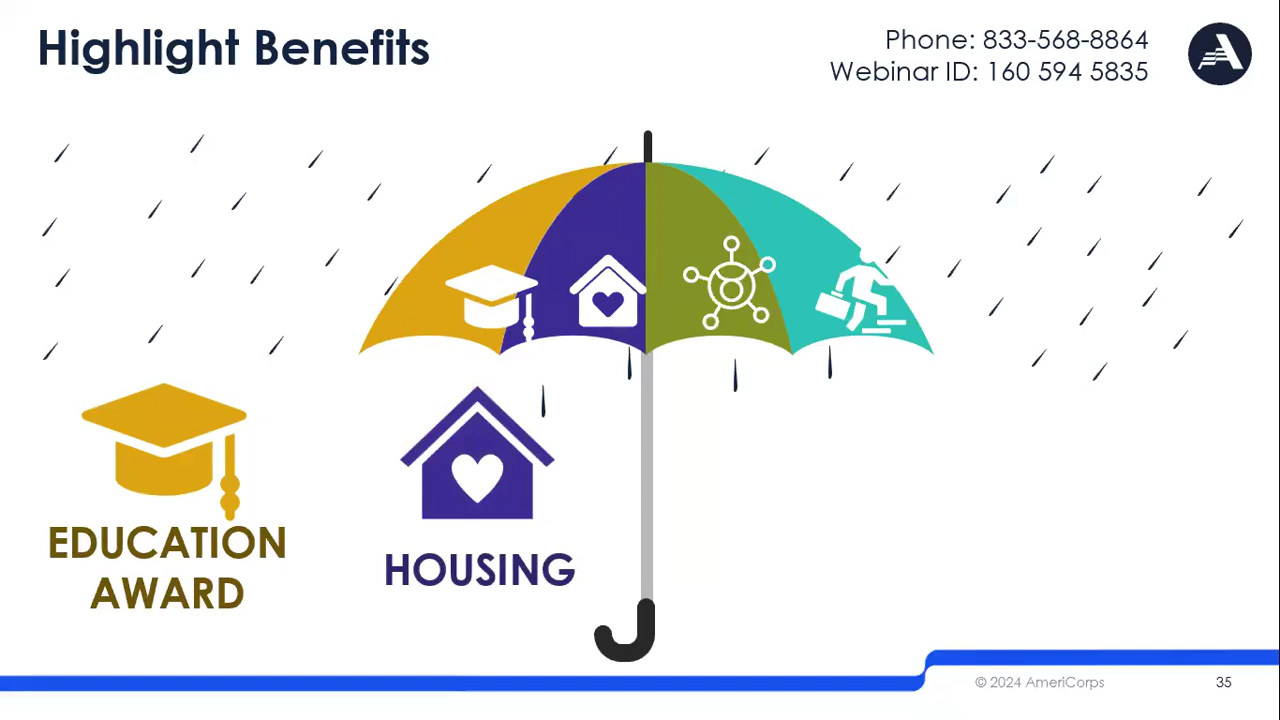 Highlight Benefits
Phone: 833-568-8864
Webinar ID: 160 594 5835
EDUCATION
AWARD
HOUSING
© 2024 AmeriCorps
35